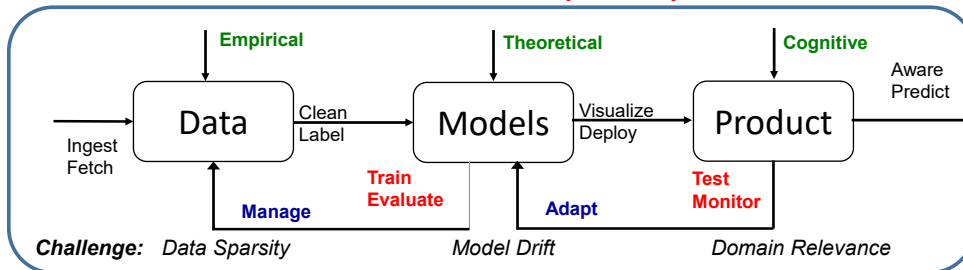 Empirical
Theoretical
Cognitive
Aware
Predict
Ingest
Fetch
Data
Clean
Label
Models
Visualize
Deploy
Product
Manage
Train
Evaluate
Adapt
Test
Monitor
Challenge: Data Sparsity Model Drift Domain Relevance